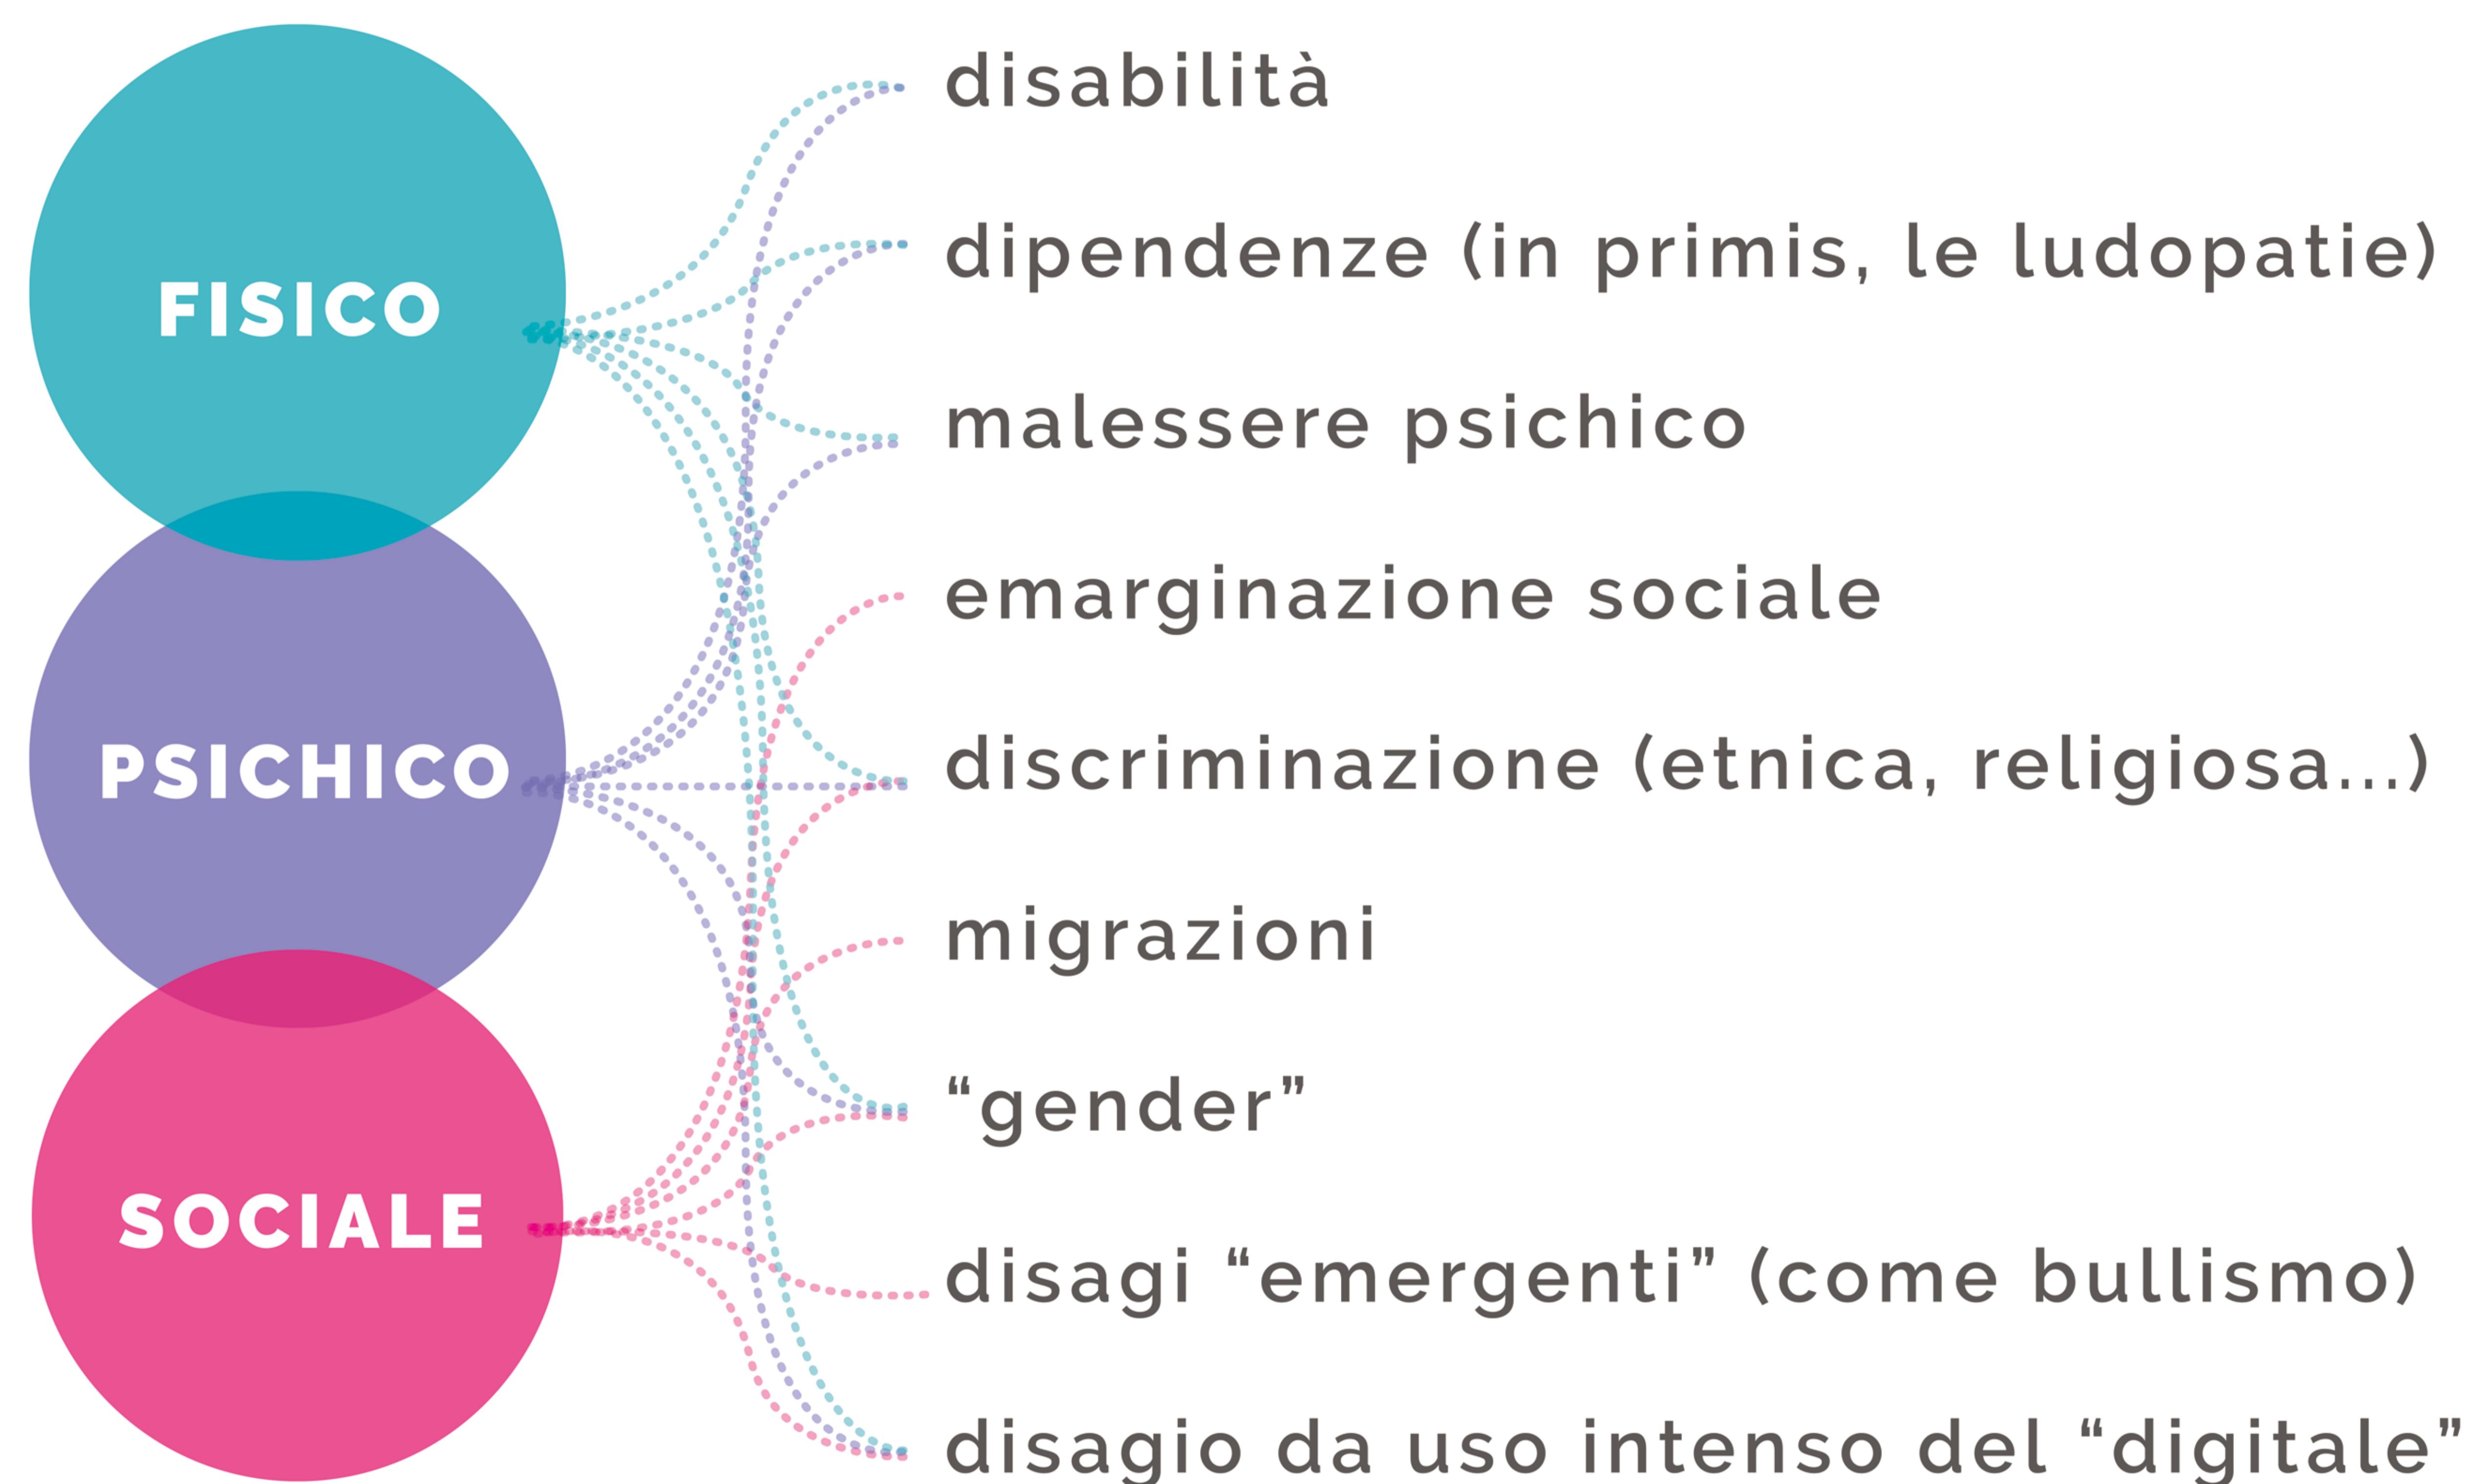 FISICO
PSICHICO
SOCIALE
disabilità
dipendenze (in primis, le ludopatie)
malessere psichico
emarginazione sociale
discriminazione (etnica, religiosa...)
migrazioni
“gender”
disagi “emergenti” (come bullismo)
disagio da uso intenso del “digitale”